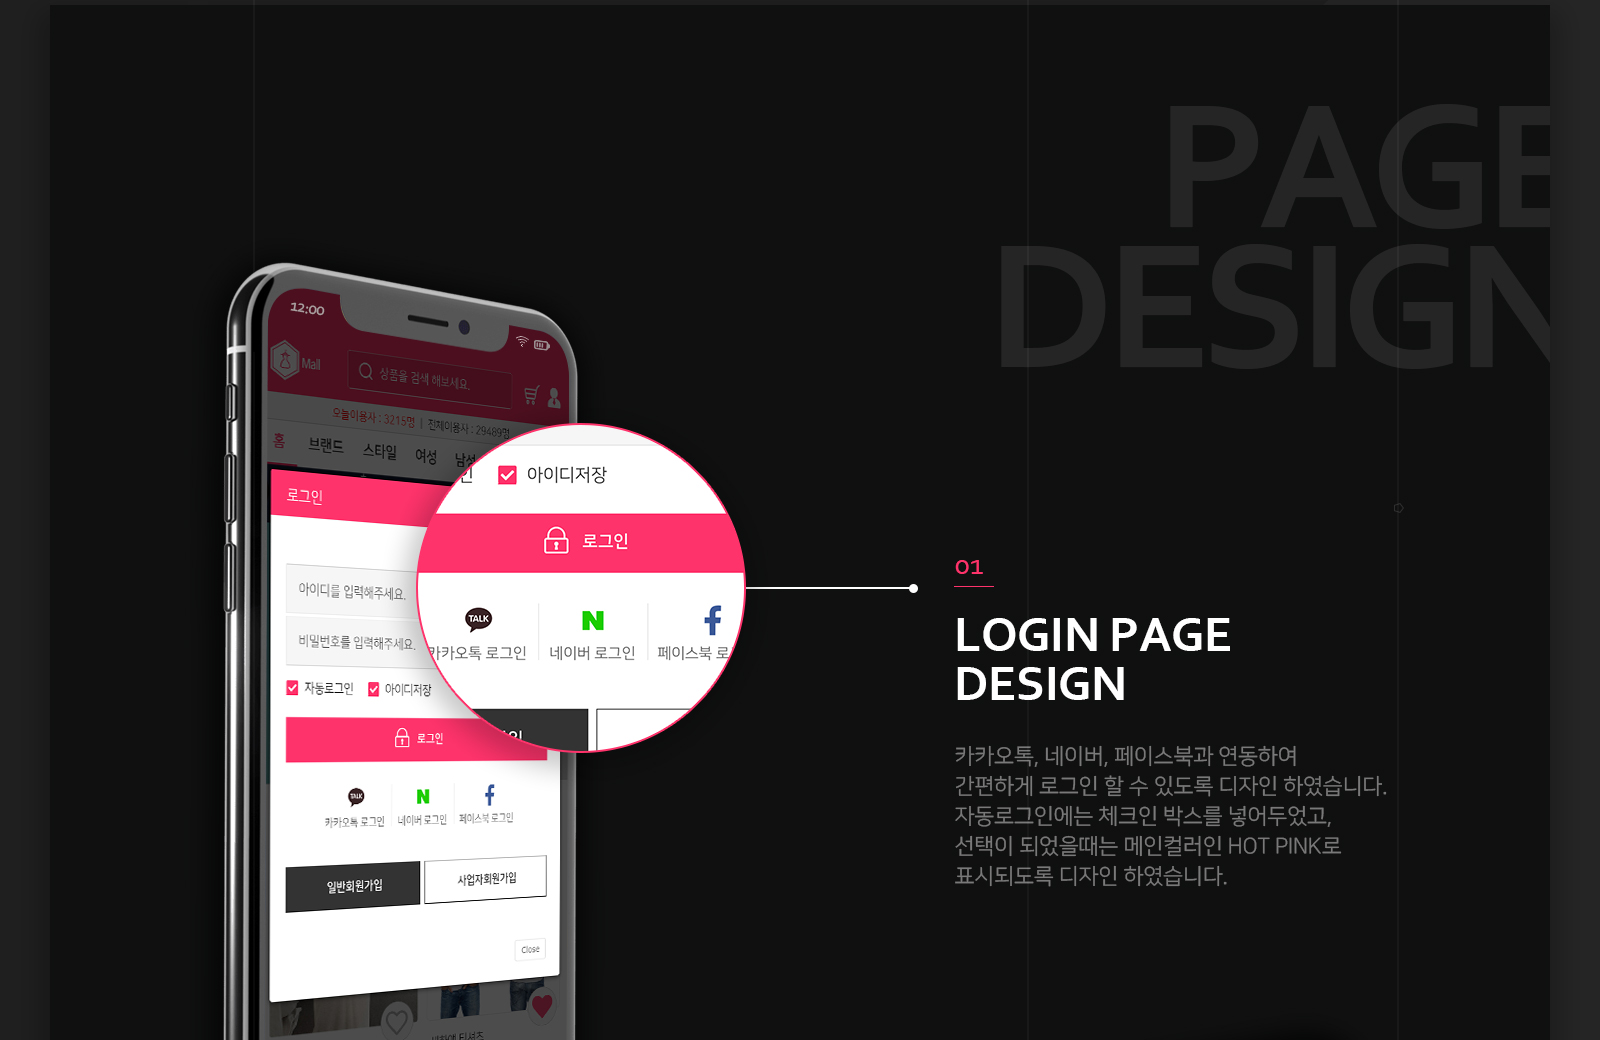 PAGE
DESIGN
12:00
Mall
상품을 검색 해보세요.
오늘이용자 : 3215명 | 전체이용자 : 29489명
홈 브랜드 스타일 여성 남성
로그인
아이디를 입력해주세요.
비밀번호를 입력해주세요.
자동로그인 아이디저장
로그인
TALK
카카오톡 로그인 네이버 로그인 페이스북 로그인
일반회원가입 사업자회원가입
Close
인 아이디저장
로그인
TALK N
카카오톡 로그인 네이버 로그인 페이스북 로
01
LOGIN PAGE
DESIGN
카카오톡, 네이버, 페이스북과 연동하여
간편하게 로그인 할 수 있도록 디자인 하였습니다.
자동로그인에는 체크인 박스를 넣어두었고,
선택이 되었을때는 메인컬러인 HOT PINK로
표시되도록 디자인 하였습니다.